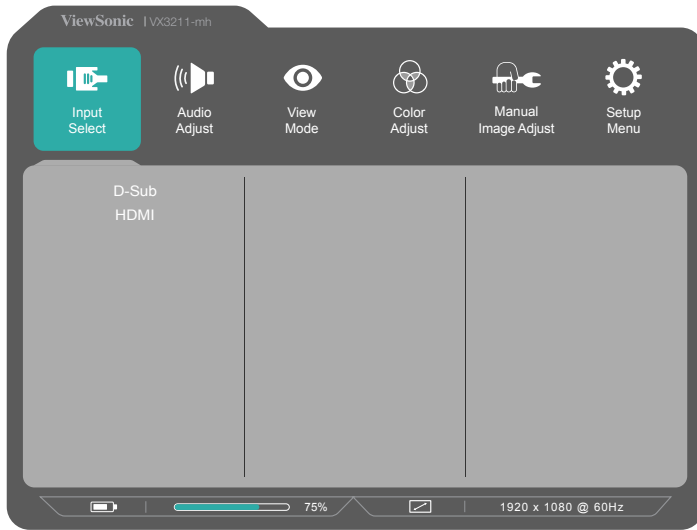 ViewSonic | VX3211-mh
Input Select
Audio Adjust
View Mode
Color Adjust
Manual Image Adjust
Setup Menu
D-Sub
HDMI
75%
1920 x 1080 @ 60Hz